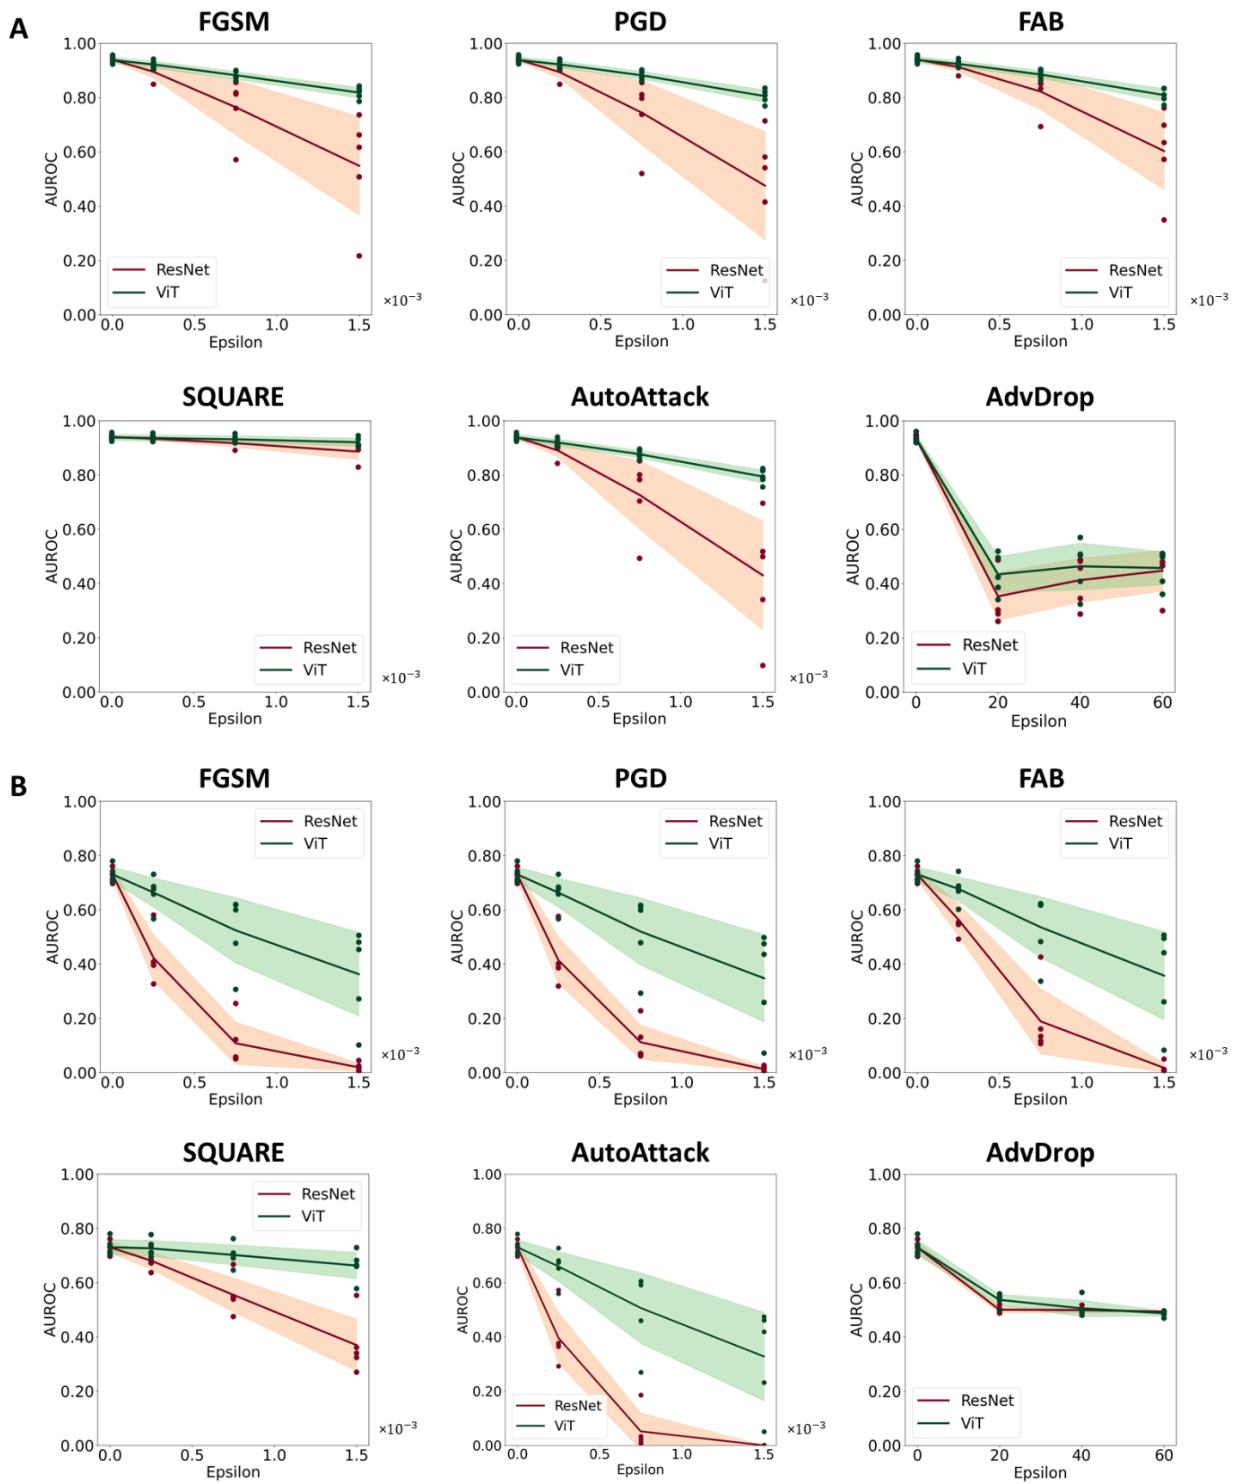 A
FGSM
PGD
FAB
1.00
0.80
0.60
0.40
0.20
0.00
AUROC
ResNet
ViT
0.0
0.5
1.0
1.5
×10⁻³
Epsilon
1.00
0.80
0.60
0.40
0.20
0.00
AUROC
ResNet
ViT
0.0
0.5
1.0
1.5
×10⁻³
Epsilon
1.00
0.80
0.60
0.40
0.20
0.00
AUROC
ResNet
ViT
0.0
0.5
1.0
1.5
×10⁻³
Epsilon
SQUARE
AutoAttack
AdvDrop
1.00
0.80
0.60
0.40
0.20
0.00
AUROC
ResNet
ViT
0.0
0.5
1.0
1.5
×10⁻³
Epsilon
1.00
0.80
0.60
0.40
0.20
0.00
AUROC
ResNet
ViT
0.0
0.5
1.0
1.5
×10⁻³
Epsilon
1.00
0.80
0.60
0.40
0.20
0.00
AUROC
ResNet
ViT
0
20
40
60
Epsilon
B
FGSM
PGD
FAB
1.00
0.80
0.60
0.40
0.20
0.00
AUROC
ResNet
ViT
0.0
0.5
1.0
1.5
×10⁻³
Epsilon
1.00
0.80
0.60
0.40
0.20
0.00
AUROC
ResNet
ViT
0.0
0.5
1.0
1.5
×10⁻³
Epsilon
1.00
0.80
0.60
0.40
0.20
0.00
AUROC
ResNet
ViT
0.0
0.5
1.0
1.5
×10⁻³
Epsilon
SQUARE
AutoAttack
AdvDrop
1.00
0.80
0.60
0.40
0.20
0.00
AUROC
ResNet
ViT
0.0
0.5
1.0
1.5
×10⁻³
Epsilon
1.00
0.80
0.60
0.40
0.20
0.00
AUROC
ResNet
ViT
0.0
0.5
1.0
1.5
×10⁻³
Epsilon
1.00
0.80
0.60
0.40
0.20
0.00
AUROC
ResNet
ViT
0
20
40
60
Epsilon